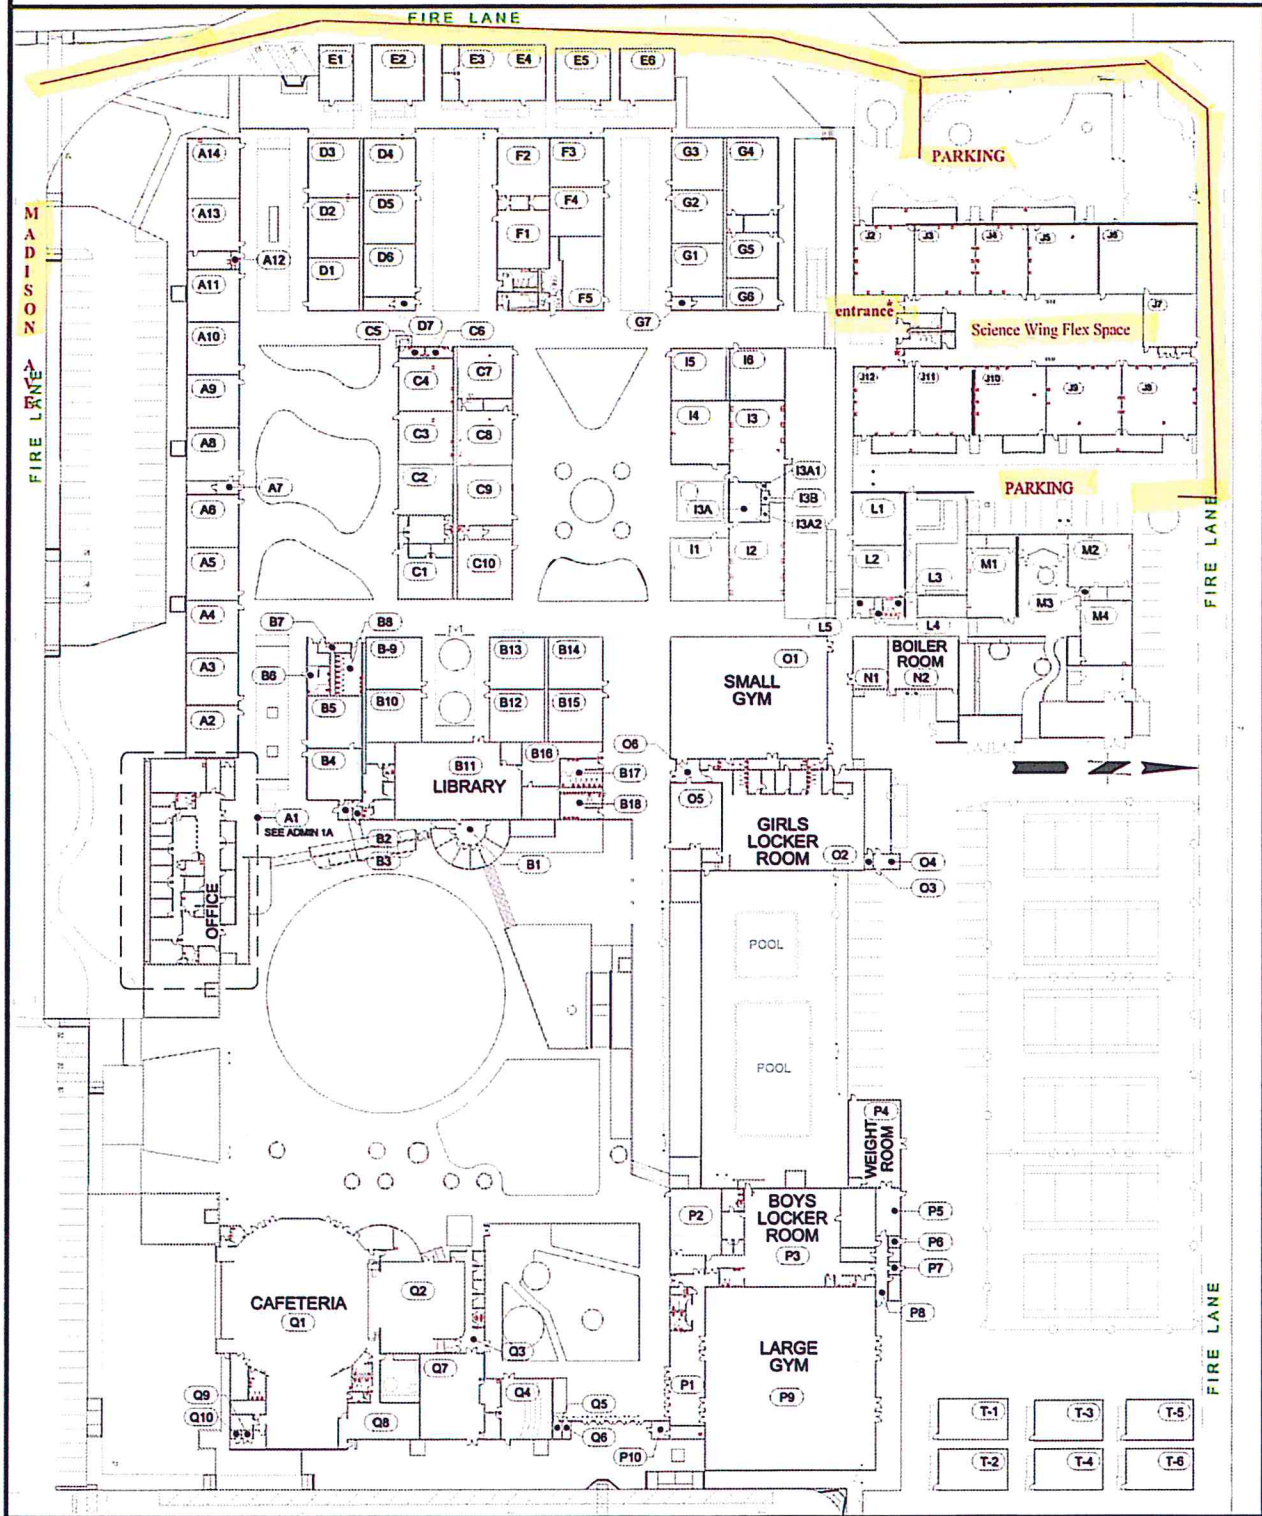 FIRE LANE
E1
E2
E3
E4
E5
E6
A14
D3
D4
F2
F3
G3
G4
PARKING
MADISON AVE
A13
D2
D5
F4
G2
F1
J2
J3
J4
J5
J6
A12
D1
D6
G1
G5
A11
F5
G6
J7
entrance*
Science Wing Flex Space
*
G7
A10
C5
D7
C6
C4
C7
I5
I6
J12
J11
J10
J9
J8
A9
FIRE LANE
C3
C8
I4
I3
A8
C2
C9
I3A1
PARKING
A7
I3B
A6
I3A
I3A2
L1
FIRE LANE
A5
C1
C10
I1
I2
L2
L3
M1
M2
M3
A4
M4
B7
B8
L5
L4
A3
B6
B-9
B13
B14
O1
SMALL GYM
BOILER ROOM
N1
N2
A2
B5
B10
B12
B15
B4
B11
LIBRARY
B16
O6
B17
O5
B18
A1
SEE ADMIN 1A
B2
B3
B1
GIRLS LOCKER ROOM
O2
O4
O3
OFFICE
POOL
POOL
P4
WEIGHT ROOM
P2
BOYS LOCKER ROOM
P3
P5
P6
P7
P8
CAFETERIA
Q1
Q2
Q3
Q7
LARGE GYM
P9
P1
FIRE LANE
Q9
Q10
Q8
Q4
Q5
Q6
P10
T-1
T-3
T-5
T-2
T-4
T-6